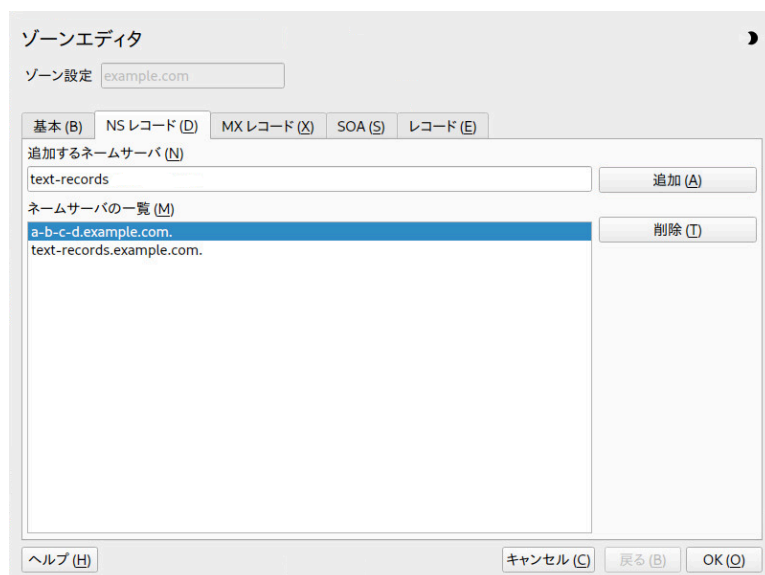 ゾーンエディタ
ゾーン設定 example.com
基本 (B) NS レコード (D) MX レコード (X) SOA (S) レコード (E)
追加するネームサーバ (N)
text-records 追加 (A)
ネームサーバの一覧 (M)
a-b-c-d.example.com. 削除 (T)
text-records.example.com.
ヘルプ (H) キャンセル (C) 戻る (B) OK (O)